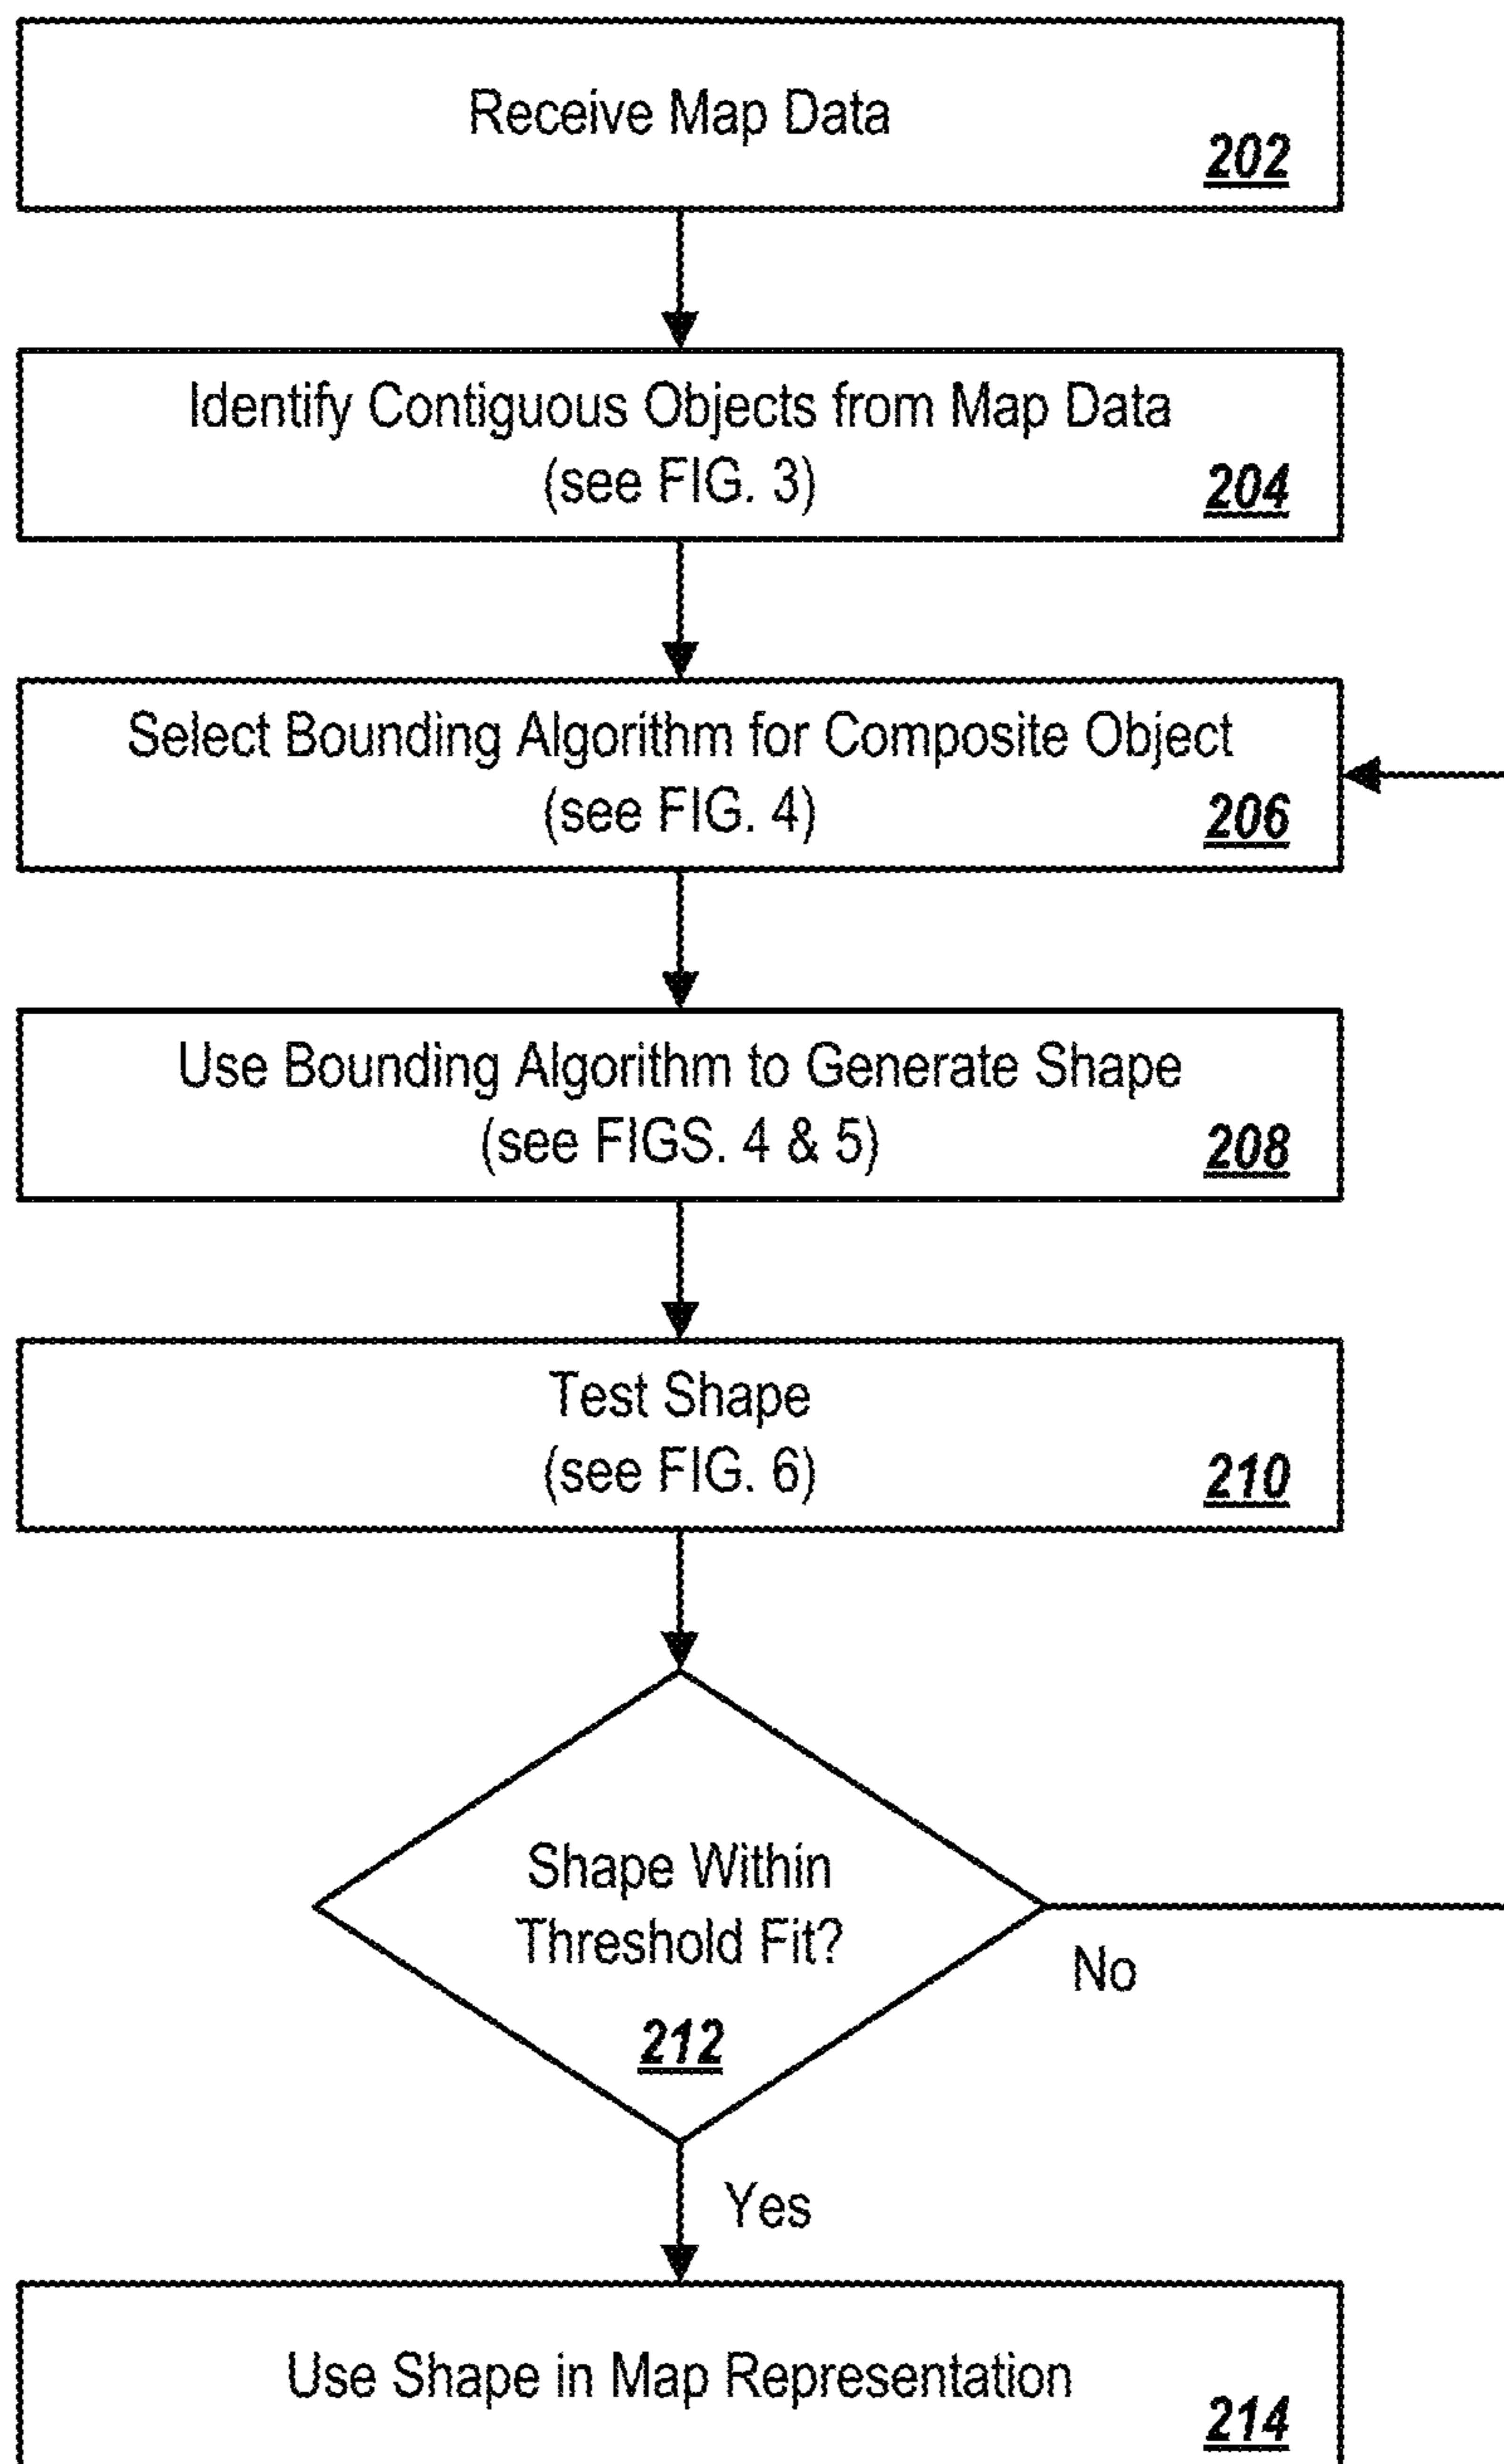 Receive Map Data
202
Identify Contiguous Objects from Map Data
(see FIG. 3)
204
Select Bounding Algorithm for Composite Object
(see FIG. 4)
206
Use Bounding Algorithm to Generate Shape
(see FIGS. 4 & 5)
208
Test Shape
(see FIG. 6)
210
Shape Within
Threshold Fit?
212
No
Yes
Use Shape in Map Representation
214